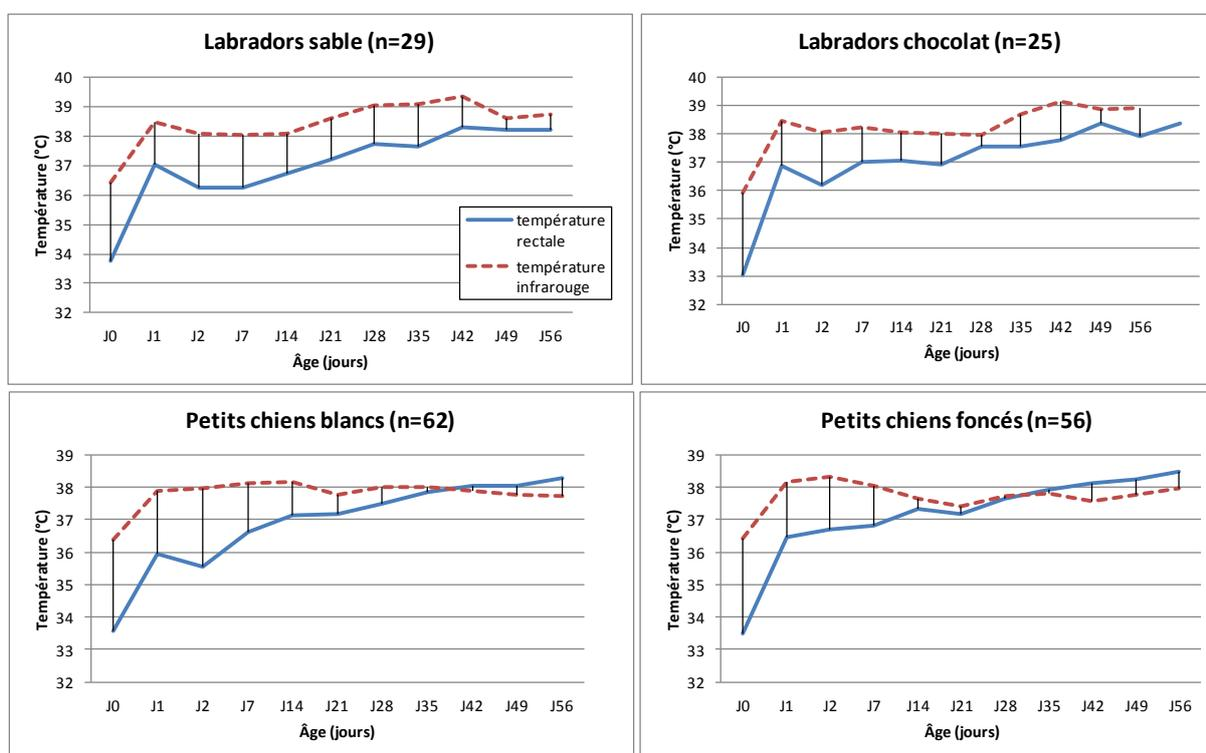 Labradors sable (n=29)
40
39
38
37
36
35
34
33
32
Température (°C)
J0 J1 J2 J7 J14 J21 J28 J35 J42 J49 J56
Âge (jours)
température
rectale
température
infrarouge
Labradors chocolat (n=25)
40
39
38
37
36
35
34
33
32
Température (°C)
J0 J1 J2 J7 J14 J21 J28 J35 J42 J49 J56
Âge (jours)
Petits chiens blancs (n=62)
39
38
37
36
35
34
33
32
Température (°C)
J0 J1 J2 J7 J14 J21 J28 J35 J42 J49 J56
Âge (jours)
Petits chiens foncés (n=56)
39
38
37
36
35
34
33
32
Température (°C)
J0 J1 J2 J7 J14 J21 J28 J35 J42 J49 J56
Âge (jours)